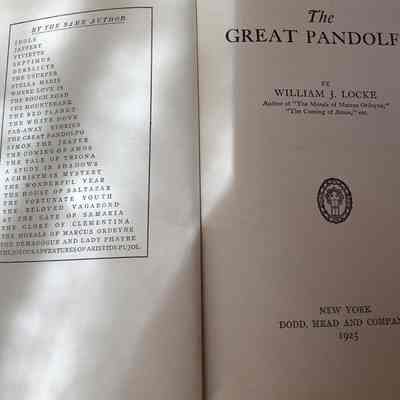 BY THE SAME AUTHOR
IDOLS
JAFFERY
VIVIETTE
SEPTIMUS
DERELICTS
THE USURPER
STELLA MARIS
WHERE LOVE IS
THE ROUGH ROAD
THE MOUNTEBANK
THE RED PLANET
THE WHITE DOVE
FAR-AWAY STORIES
THE GREAT PANDOLFO
SIMON THE JESTER
THE COMING OF AMOS
THE TALE OF TRIONA
A STUDY IN SHADOWS
A CHRISTMAS MYSTERY
THE WONDERFUL YEAR
THE HOUSE OF BALTAZAR
THE FORTUNATE YOUTH
THE BELOVED VAGABOND
AT THE GATE OF SAMARIA
THE GLORY OF CLEMENTINA
THE MORALS OF MARCUS ORDEYNE
THE DEMAGOGUE AND LADY PHAYRE
THE JOYOUS ADVENTURES OF ARISTIDE PUJOL
The
GREAT PANDOLF
BY
WILLIAM J. LOCKE
Author of "The Morals of Marcus Ordeyne,"
"The Coming of Amos," etc.
NEW YORK
DODD, MEAD AND COMPAN
1925